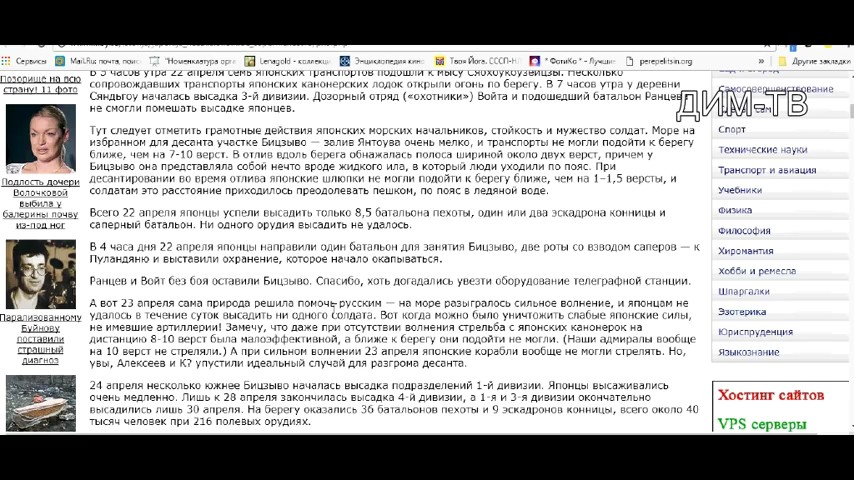 Сервисы
Mail.Ru: почта, поиск
"Номенклатура орга
Lenagold - коллекц
Энциклопедия кино
Твоя Йога. СССР-НЛ
* ФотиКо * - Лучшие
perepletsin.org
Другие закладки
Позорище на всю
страну! 11 фото
Подлость дочери
Волочковой
выбила у
балерины почву
из-под ног
Парализованному
Буйнову
поставили
страшный
диагноз
В 5 часов утра 22 апреля семь японских транспортов подошли к мысу Сяохоукоуэйцзы. Несколько
сопровождавших транспорты японских канонерских лодок открыли огонь по берегу. В 7 часов утра у деревни
Сяндьтоу началась высадка 3-й дивизии. Дозорный отряд («охотники») Войта и подошедший батальон Ранцев
не смогли помешать высадке японцев.
Тут следует отметить грамотные действия японских морских начальников, стойкость и мужество солдат. Море на
избранном для десанта участке Бицзыво — залив Янтоува очень мелко, и транспорты не могли подойти к берегу
ближе, чем на 7-10 верст. В отлив вдоль берега обнажалась полоса шириной около двух верст, причем у
Бицзыво она представляла собой нечто вроде жидкого ила, в который люди уходили по пояс. При
десантировании во время отлива японские шлюпки не могли подойти к берегу ближе, чем на 1–1,5 версты, и
солдатам это расстояние приходилось преодолевать пешком, по пояс в ледяной воде.
Всего 22 апреля японцы успели высадить только 8,5 батальона пехоты, один или два эскадрона конницы и
саперный батальон. Ни одного орудия высадить не удалось.
В 4 часа дня 22 апреля японцы направили один батальон для занятия Бицзыво, две роты со взводом саперов — к
Пуландяню и выставили охранение, которое начало окапываться.
Ранцев и Войт без боя оставили Бицзыво. Спасибо, хоть догадались увезти оборудование телеграфной станции.
А вот 23 апреля сама природа решила помочь русским — на море разыгралось сильное волнение, и японцам не
удалось в течение суток высадить ни одного солдата. Вот когда можно было уничтожить слабые японские силы,
не имевшие артиллерии! Замечу, что даже при отсутствии волнения стрельба с японских канонерок на
дистанцию 8-10 верст была малоэффективной, а ближе к берегу они подойти не могли. (Наши адмиралы вообще
на 10 верст не стреляли.) А при сильном волнении 23 апреля японские корабли вообще не могли стрелять. Но,
увы, Алексеев и К? упустили идеальный случай для разгрома десанта.
24 апреля несколько южнее Бицзыво началась высадка подразделений 1-й дивизии. Японцы высаживались
очень медленно. Лишь к 28 апреля закончилась высадка 4-й дивизии, а 1-я и 3-я дивизии окончательно
высадились лишь 30 апреля. На берегу оказались 36 батальонов пехоты и 9 эскадронов конницы, всего около 40
тысяч человек при 216 полевых орудиях.
ДИМ-ТВ
Самосовершенствование
Спорт
Технические науки
Транспорт и авиация
Учебники
Физика
Философия
Хиромантия
Хобби и ремесла
Шпаргалки
Эзотерика
Юриспруденция
Языкознание
Хостинг сайтов
VPS серверы